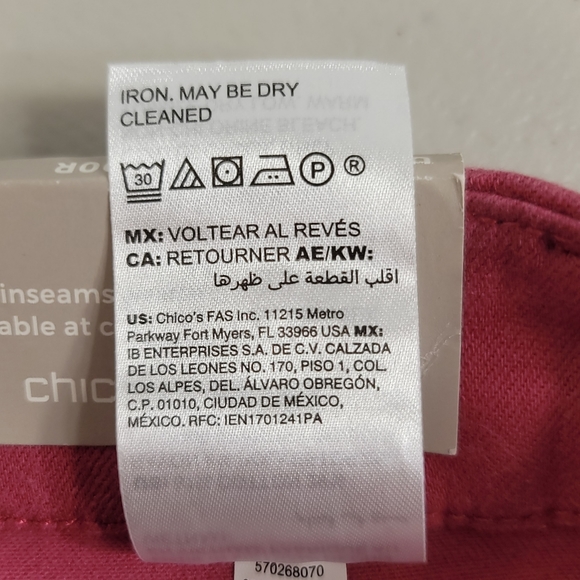 IRON. MAY BE DRY
CLEANED
30 P ®
MX: VOLTEAR AL REVÉS
CA: RETOURNER AE/KW:
اقلب القطعة على ظهرها
US: Chico's FAS Inc. 11215 Metro
Parkway Fort Myers, FL 33966 USA MX:
IB ENTERPRISES S.A. DE C.V. CALZADA
DE LOS LEONES NO. 170, PISO 1, COL.
LOS ALPES, DEL. ÁLVARO OBREGÓN,
C.P. 01010, CIUDAD DE MÉXICO,
MÉXICO. RFC: IEN1701241PA
inseams
able at c
chic
570268070